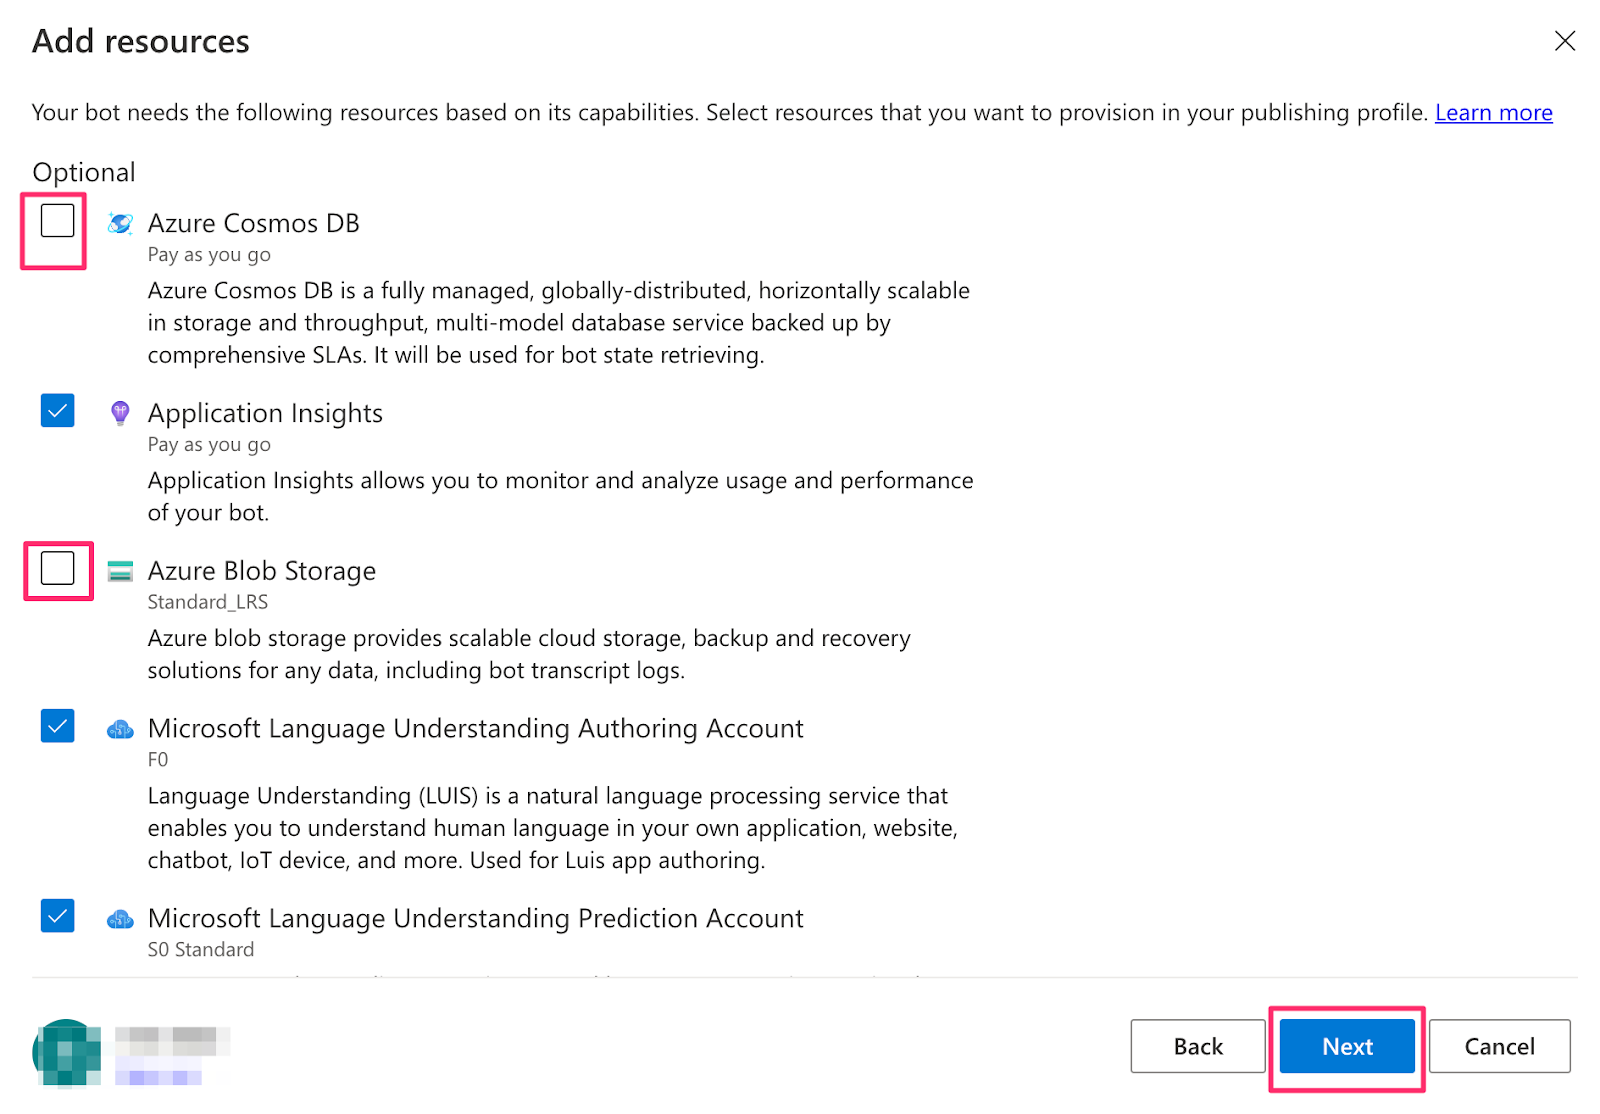 Add resources
Your bot needs the following resources based on its capabilities. Select resources that you want to provision in your publishing profile. Learn more
Optional
Azure Cosmos DB
Pay as you go
Azure Cosmos DB is a fully managed, globally-distributed, horizontally scalable
in storage and throughput, multi-model database service backed up by
comprehensive SLAs. It will be used for bot state retrieving.
Application Insights
Pay as you go
Application Insights allows you to monitor and analyze usage and performance
of your bot.
Azure Blob Storage
Standard_LRS
Azure blob storage provides scalable cloud storage, backup and recovery
solutions for any data, including bot transcript logs.
Microsoft Language Understanding Authoring Account
F0
Language Understanding (LUIS) is a natural language processing service that
enables you to understand human language in your own application, website,
chatbot, IoT device, and more. Used for Luis app authoring.
Microsoft Language Understanding Prediction Account
S0 Standard
Back
Next
Cancel